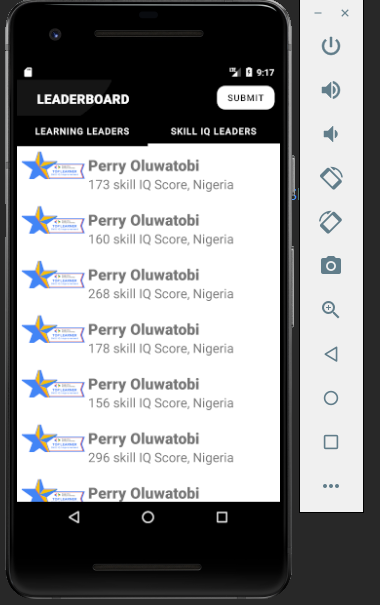 9:17
LEADERBOARD
SUBMIT
LEARNING LEADERS
SKILL IQ LEADERS
Perry Oluwatobi
173 skill IQ Score, Nigeria
Perry Oluwatobi
160 skill IQ Score, Nigeria
Perry Oluwatobi
268 skill IQ Score, Nigeria
Perry Oluwatobi
178 skill IQ Score, Nigeria
Perry Oluwatobi
156 skill IQ Score, Nigeria
Perry Oluwatobi
296 skill IQ Score, Nigeria
Perry Oluwatobi